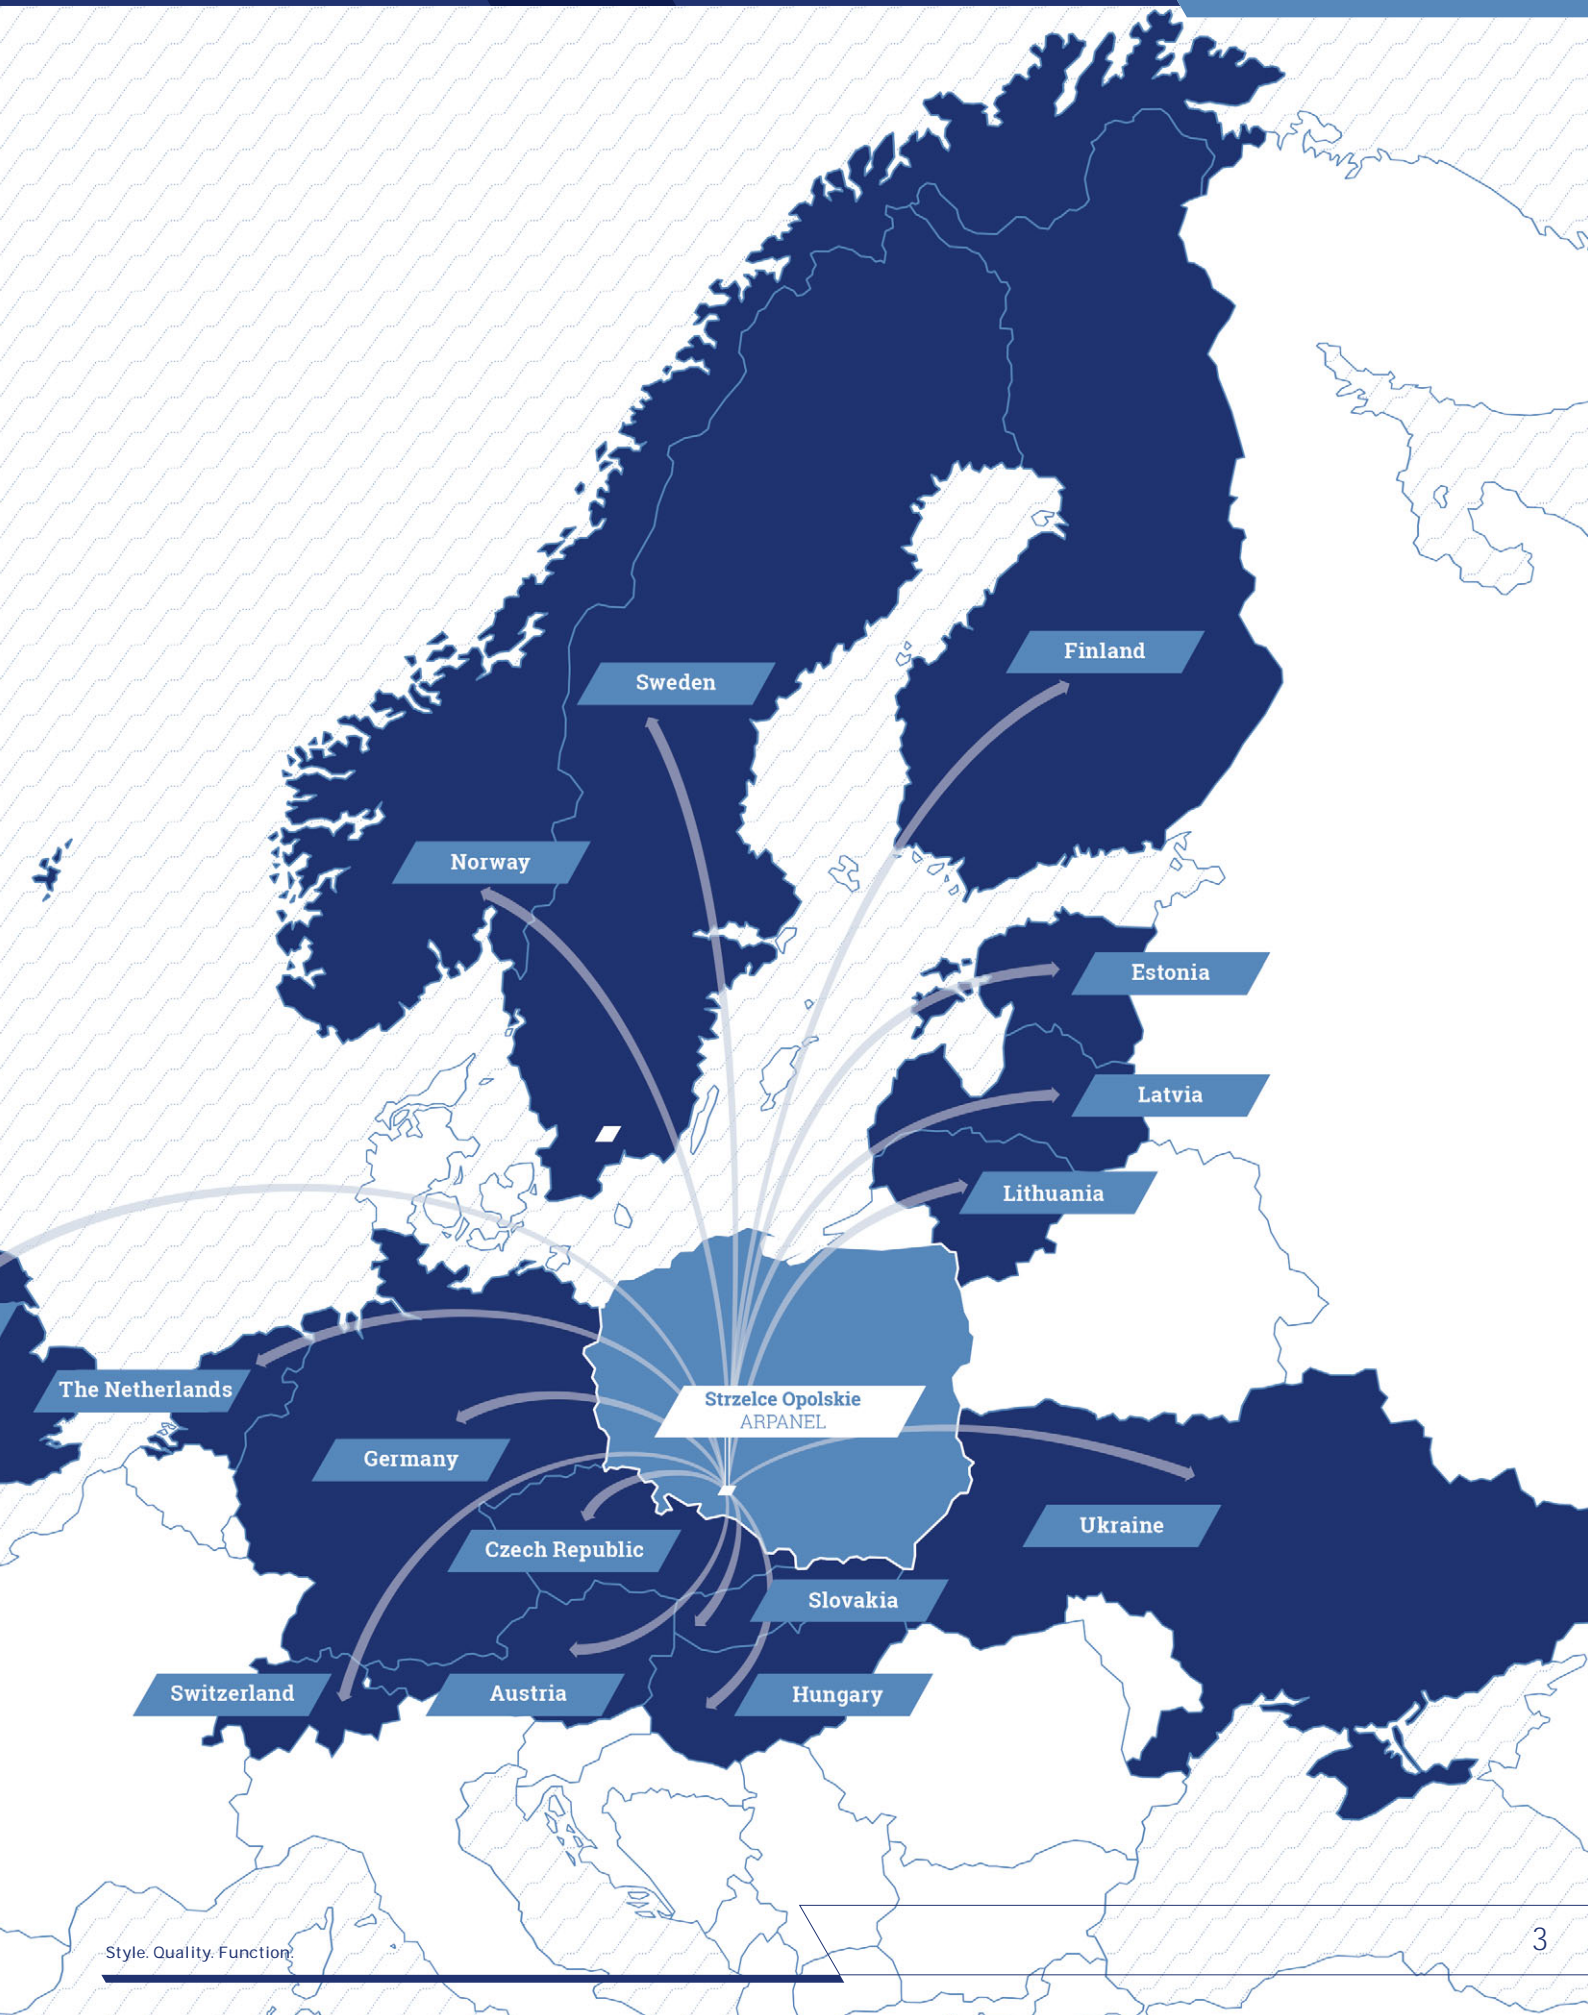 Finland
Sweden
Norway
Estonia
Latvia
Lithuania
The Netherlands
Strzelce Opolskie
ARPANEL
Germany
Ukraine
Czech Republic
Slovakia
Switzerland
Austria
Hungary
Style. Quality. Function.
3